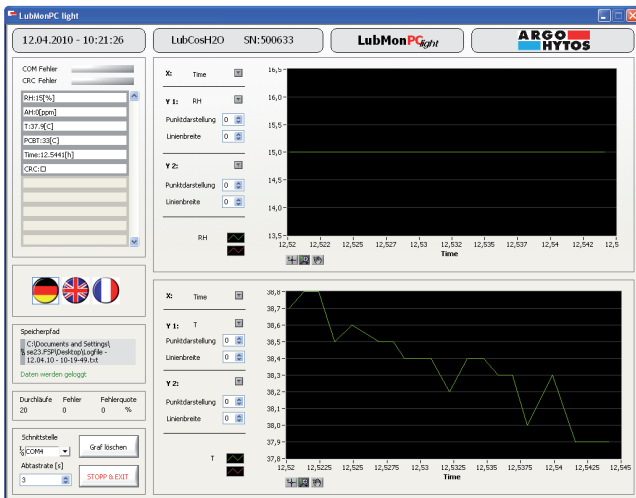 LubMonPC light
12.04.2010 - 10:21:26
LubCosH2O SN:500633
LubMonPClight
ARGO HYTOS
COM Fehler
CRC Fehler
RH:15[%]
AH:0[ppm]
T:37.9[C]
PCBT:33[C]
Time:12.5441[h]
CRC:□
X: Time
Y 1: RH
Punktdarstellung 0
Linienbreite 0
Y 2:
Punktdarstellung 0
Linienbreite 0
RH
16,5
16,0
15,5
15,0
14,5
14,0
13,5
12,52 12,522 12,525 12,527 12,53 12,532 12,535 12,537 12,54 12,542 12,5
Time
Speicherpfad
C:\Documents and Settings\
se23.FSP\Desktop\Logfile -
12.04.10 - 10-19-49.txt
Daten werden geloggt
Durchläufe Fehler Fehlerquote
20 0 0 %
Schnittstelle
COM4
Graf löschen
Abtastrate [s]
3
STOPP & EXIT
X: Time
Y 1: T
Punktdarstellung 0
Linienbreite 0
Y 2:
Punktdarstellung 0
Linienbreite 0
T
38,8
38,7
38,6
38,5
38,4
38,3
38,2
38,1
38,0
37,9
37,8
12,52 12,5225 12,525 12,5275 12,53 12,5325 12,535 12,5375 12,54 12,5425 12,545
Time